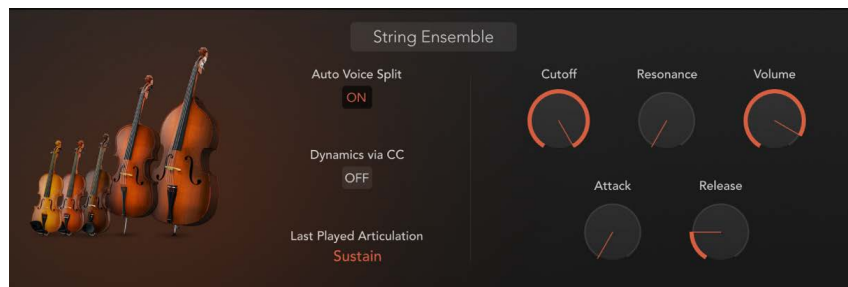 String Ensemble
Auto Voice Split
ON
Dynamics via CC
OFF
Last Played Articulation
Sustain
Cutoff
Resonance
Volume
Attack
Release